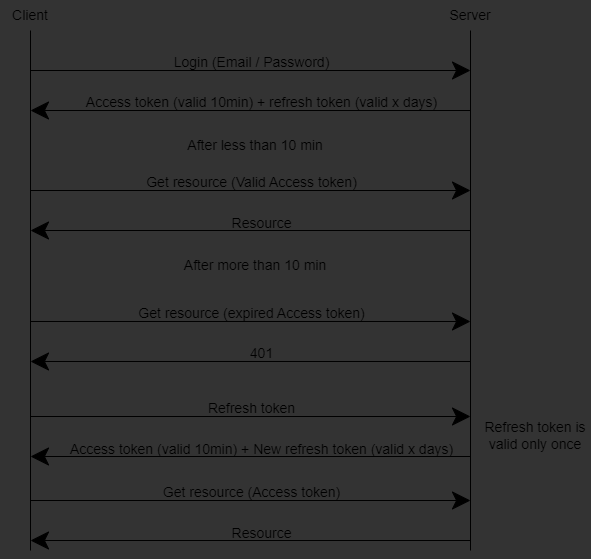 Client
Server
Login (Email / Password)
Access token (valid 10min) + refresh token (valid x days)
After less than 10 min
Get resource (Valid Access token)
Resource
After more than 10 min
Get resource (expired Access token)
401
Refresh token
Refresh token is
valid only once
Access token (valid 10min) + New refresh token (valid x days)
Get resource (Access token)
Resource